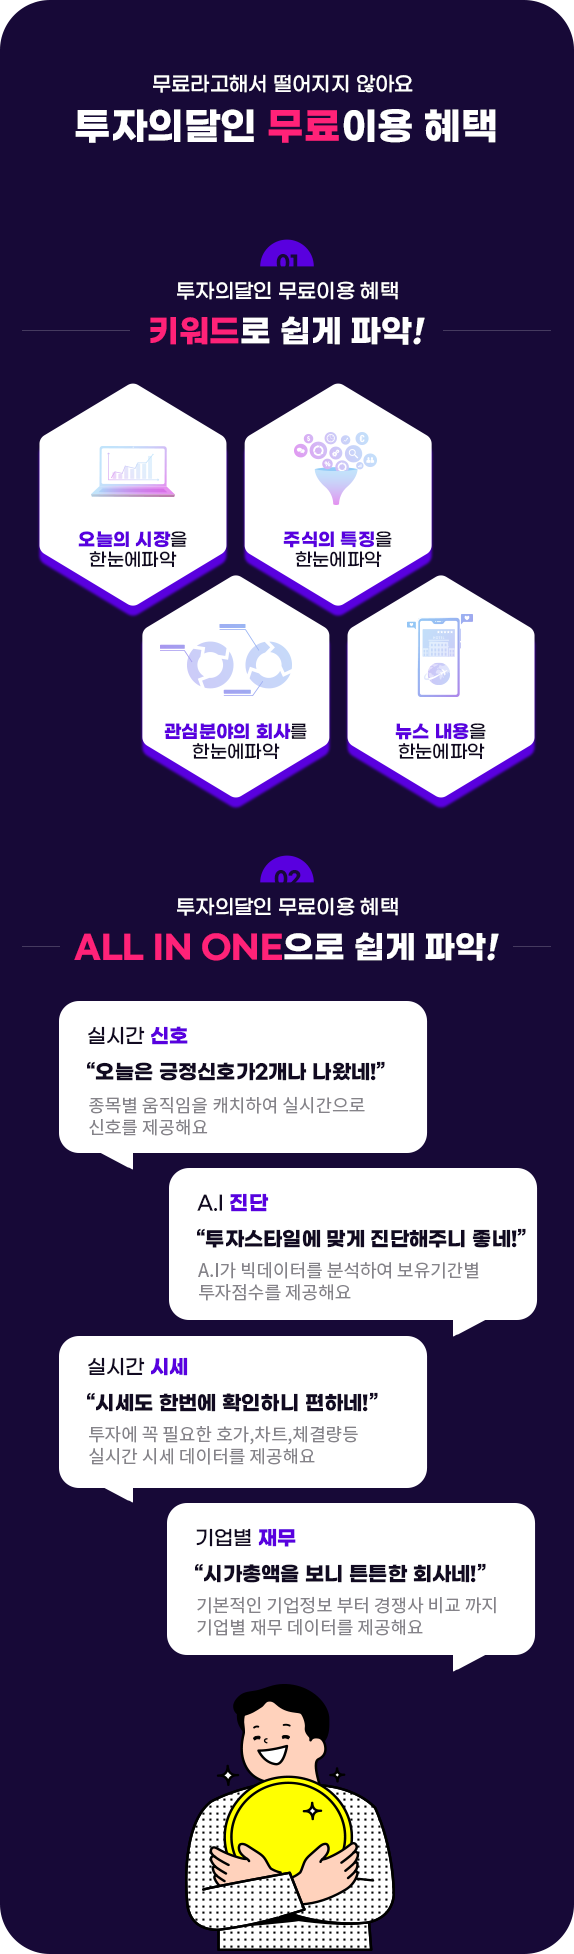 무료라고해서 떨어지지 않아요
투자의달인 무료이용 혜택
01
투자의달인 무료이용 혜택
키워드로 쉽게 파악!
오늘의 시장을
한눈에파악
주식의 특징을
한눈에파악
관심분야의 회사를
한눈에파악
뉴스 내용을
한눈에파악
02
투자의달인 무료이용 혜택
ALL IN ONE으로 쉽게 파악!
실시간 신호
“오늘은 긍정신호가2개나 나왔네!”
종목별 움직임을 캐치하여 실시간으로
신호를 제공해요
A.I 진단
“투자스타일에 맞게 진단해주니 좋네!”
A.I가 빅데이터를 분석하여 보유기간별
투자점수를 제공해요
실시간 시세
“시세도 한번에 확인하니 편하네!”
투자에 꼭 필요한 호가,차트,체결량등
실시간 시세 데이터를 제공해요
기업별 재무
“시가총액을 보니 튼튼한 회사네!”
기본적인 기업정보 부터 경쟁사 비교 까지
기업별 재무 데이터를 제공해요